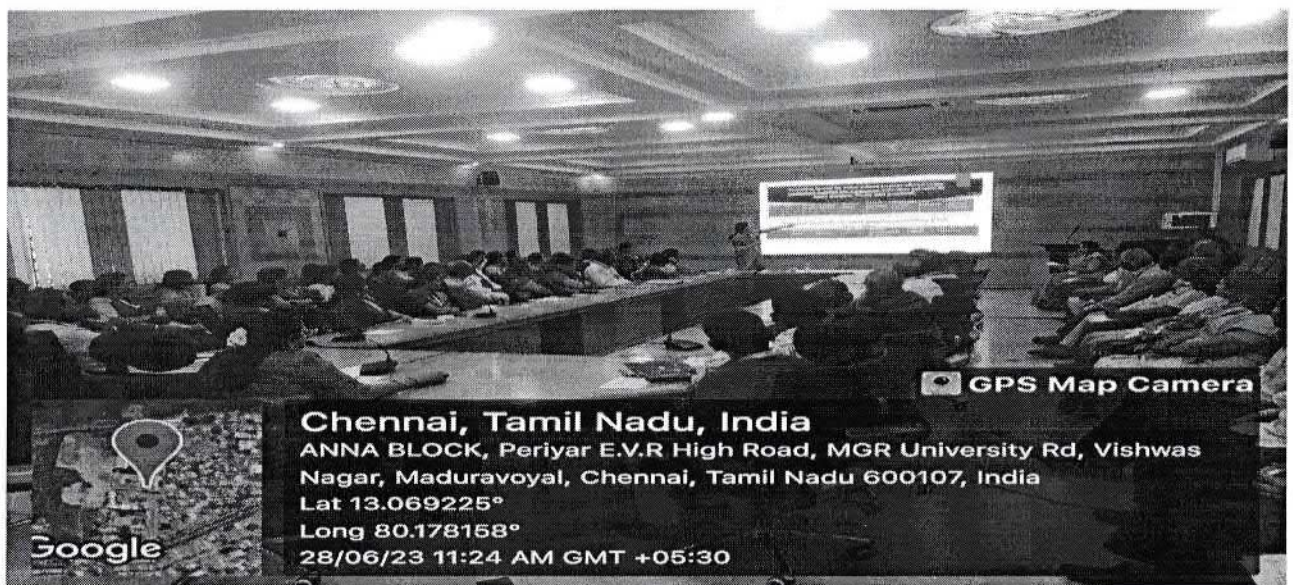 GPS Map Camera
Chennai, Tamil Nadu, India
ANNA BLOCK, Periyar E.V.R High Road, MGR University Rd, Vishwas
Nagar, Maduravoyal, Chennai, Tamil Nadu 600107, India
Lat 13.069225°
Long 80.178158°
28/06/23 11:24 AM GMT +05:30
Google